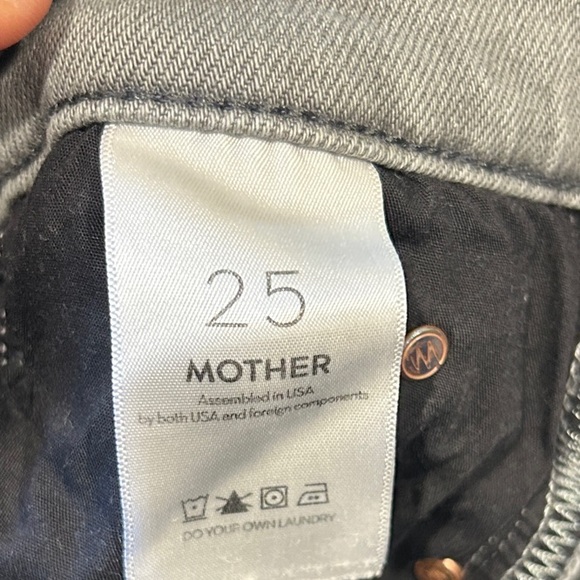 25
MOTHER
Assembled in USA
by both USA and foreign components
DO YOUR OWN LAUNDRY
M